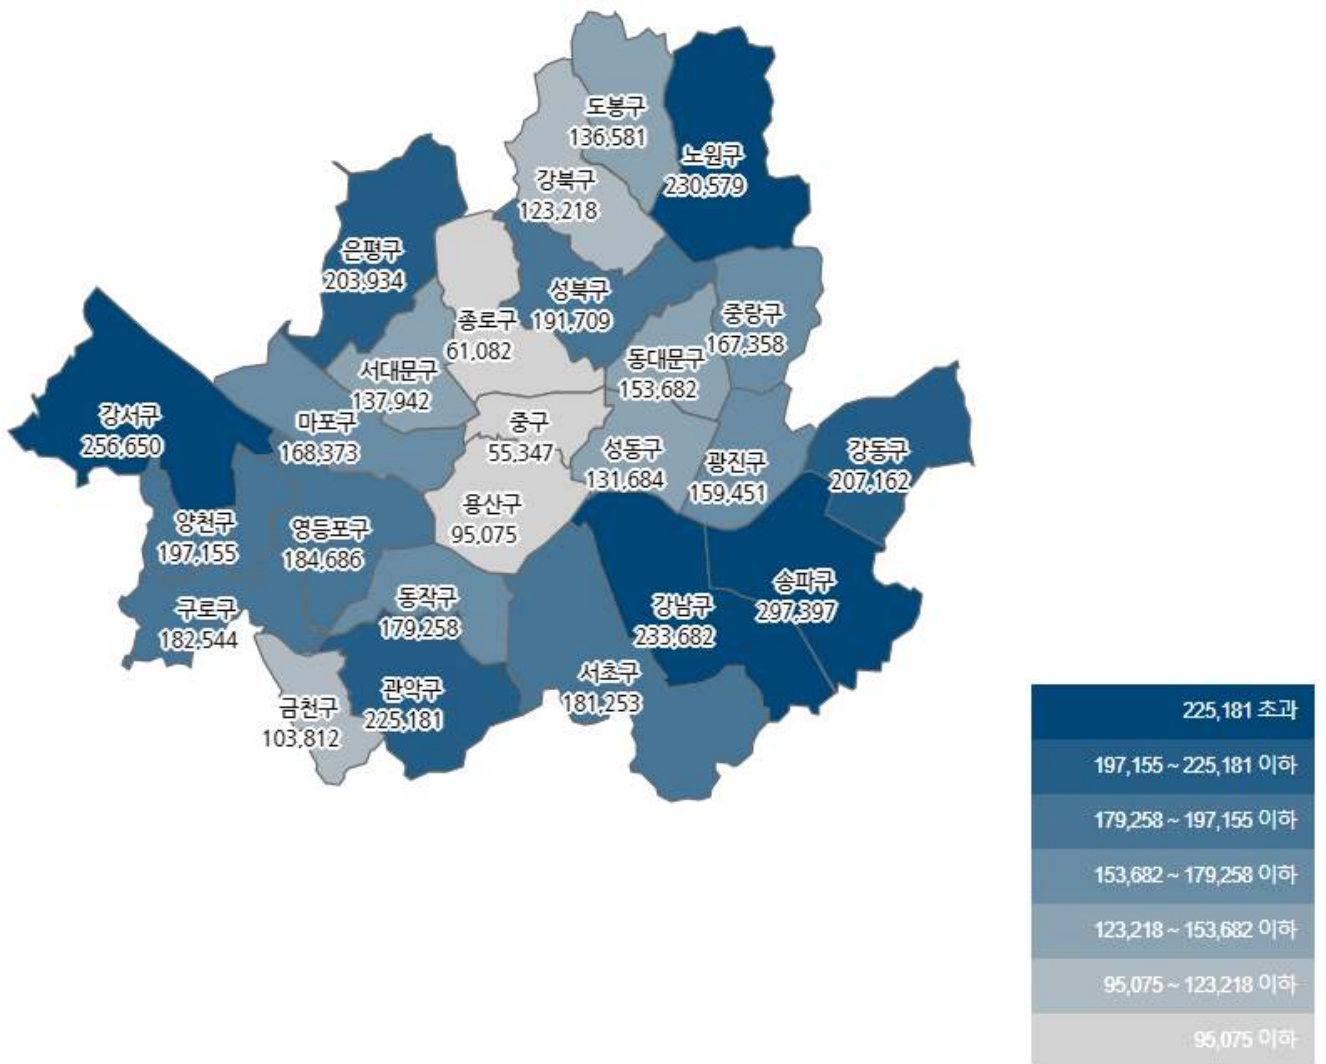 도봉구
136,581
노원구
230,579
강북구
123,218
은평구
203,934
성북구
191,709
종로구
61,082
중랑구
167,358
동대문구
153,682
서대문구
137,942
강서구
256,650
마포구
168,373
중구
55,347
성동구
131,684
광진구
159,451
강동구
207,162
용산구
95,075
양천구
197,155
영등포구
184,686
송파구
297,397
구로구
182,544
동작구
179,258
강남구
233,682
서초구
181,253
관악구
225,181
금천구
103,812
225,181 초과
197,155 ~ 225,181 이하
179,258 ~ 197,155 이하
153,682 ~ 179,258 이하
123,218 ~ 153,682 이하
95,075 ~ 123,218 이하
95,075 이하